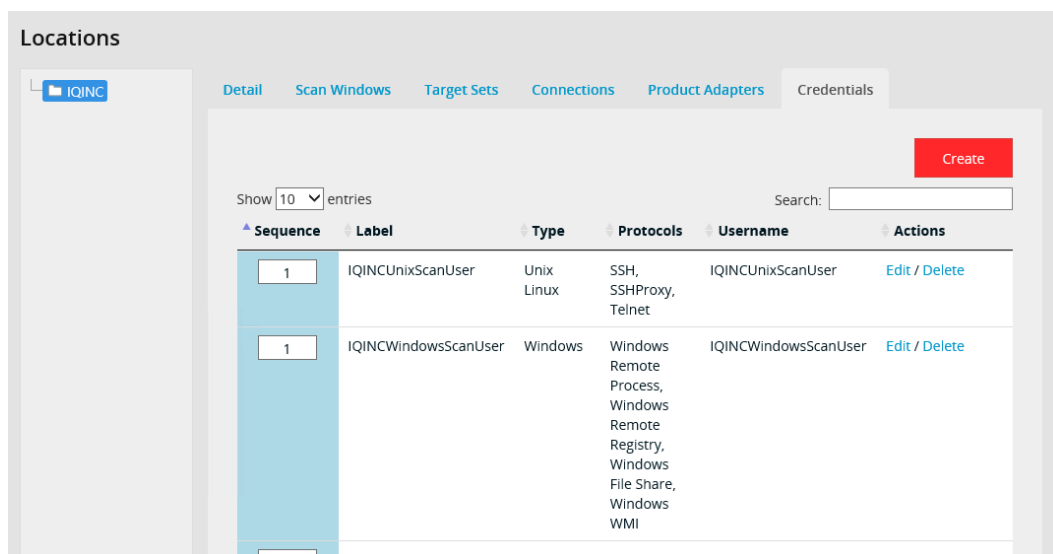 Locations
IQINC
Detail Scan Windows Target Sets Connections Product Adapters Credentials
Create
Show 10 entries Search:
Sequence Label Type Protocols Username Actions
1 IQINCUnixScanUser Unix SSH, IQINCUnixScanUser Edit / Delete
Linux SSHProxy,
Telnet
1 IQINCWindowsScanUser Windows Windows IQINCWindowsScanUser Edit / Delete
Remote
Process,
Windows
Remote
Registry,
Windows
File Share,
Windows
WMI